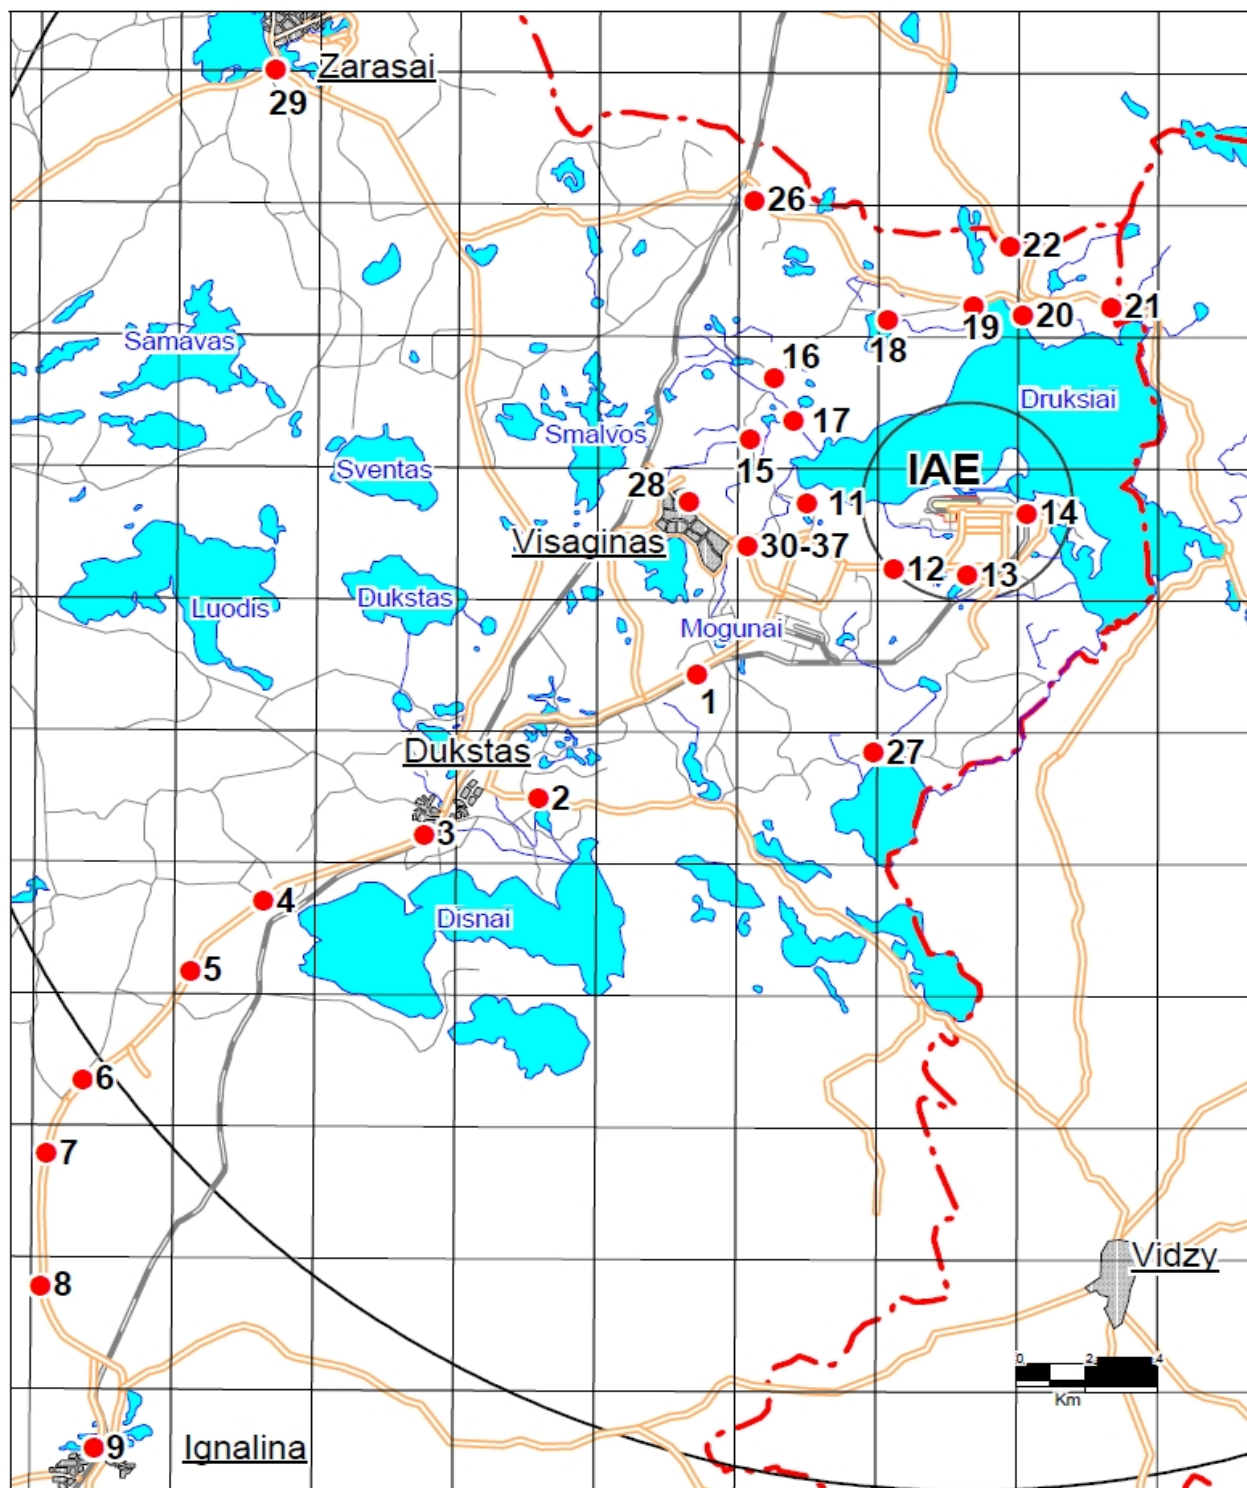 Zarasai
29
26
22
Samavas
18
19
20
21
16
Druksiai
17
Smalvos
15
Sventas
IAE
28
11
14
Visaginas
30-37
12
13
Luodis
Dukstas
Mogunai
1
Dukstas
27
2
3
4
Disnai
5
6
7
8
Vidzy
0 2 4
Km
9
Ignalina